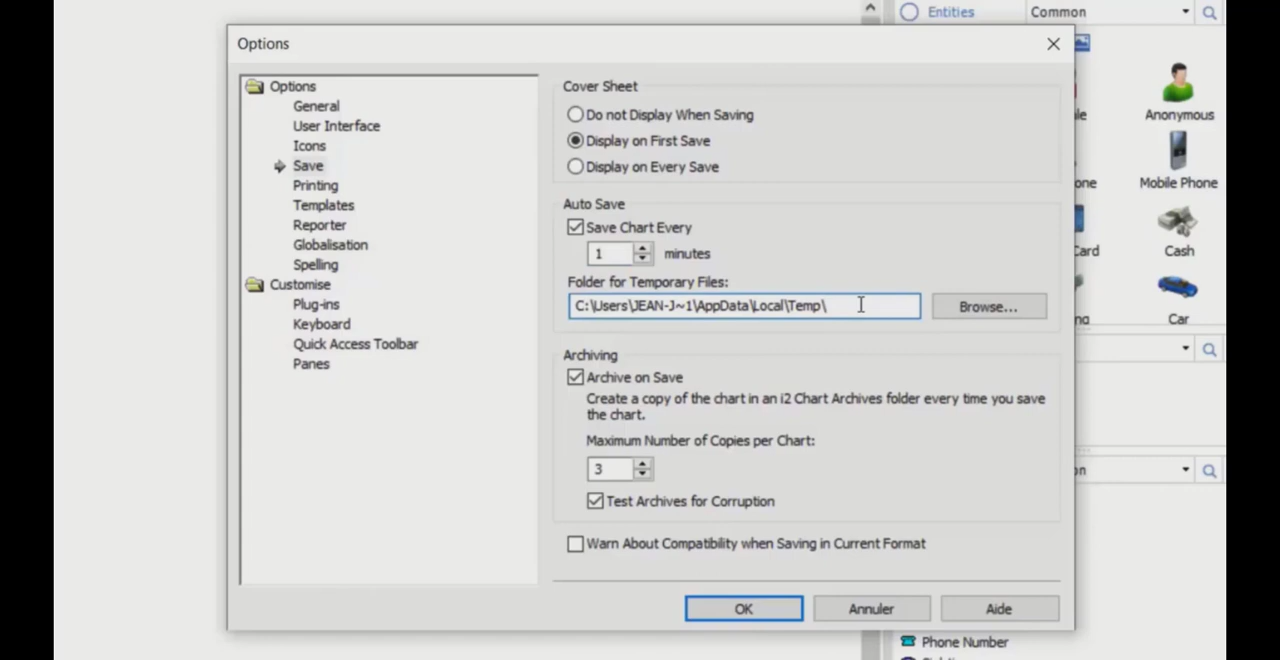 Entities
Common
Options
Options
General
User Interface
Icons
Save
Printing
Templates
Reporter
Globalisation
Spelling
Customise
Plug-ins
Keyboard
Quick Access Toolbar
Panes
Cover Sheet
Do not Display When Saving
Display on First Save
Display on Every Save
Auto Save
Save Chart Every
1 minutes
Folder for Temporary Files:
C:\Users\JEAN-J~1\AppData\Local\Temp\
Browse...
Archiving
Archive on Save
Create a copy of the chart in an i2 Chart Archives folder every time you save
the chart.
Maximum Number of Copies per Chart:
3
Test Archives for Corruption
Warn About Compatibility when Saving in Current Format
OK
Annuler
Aide
Anonymous
Mobile Phone
Cash
Car
Phone Number